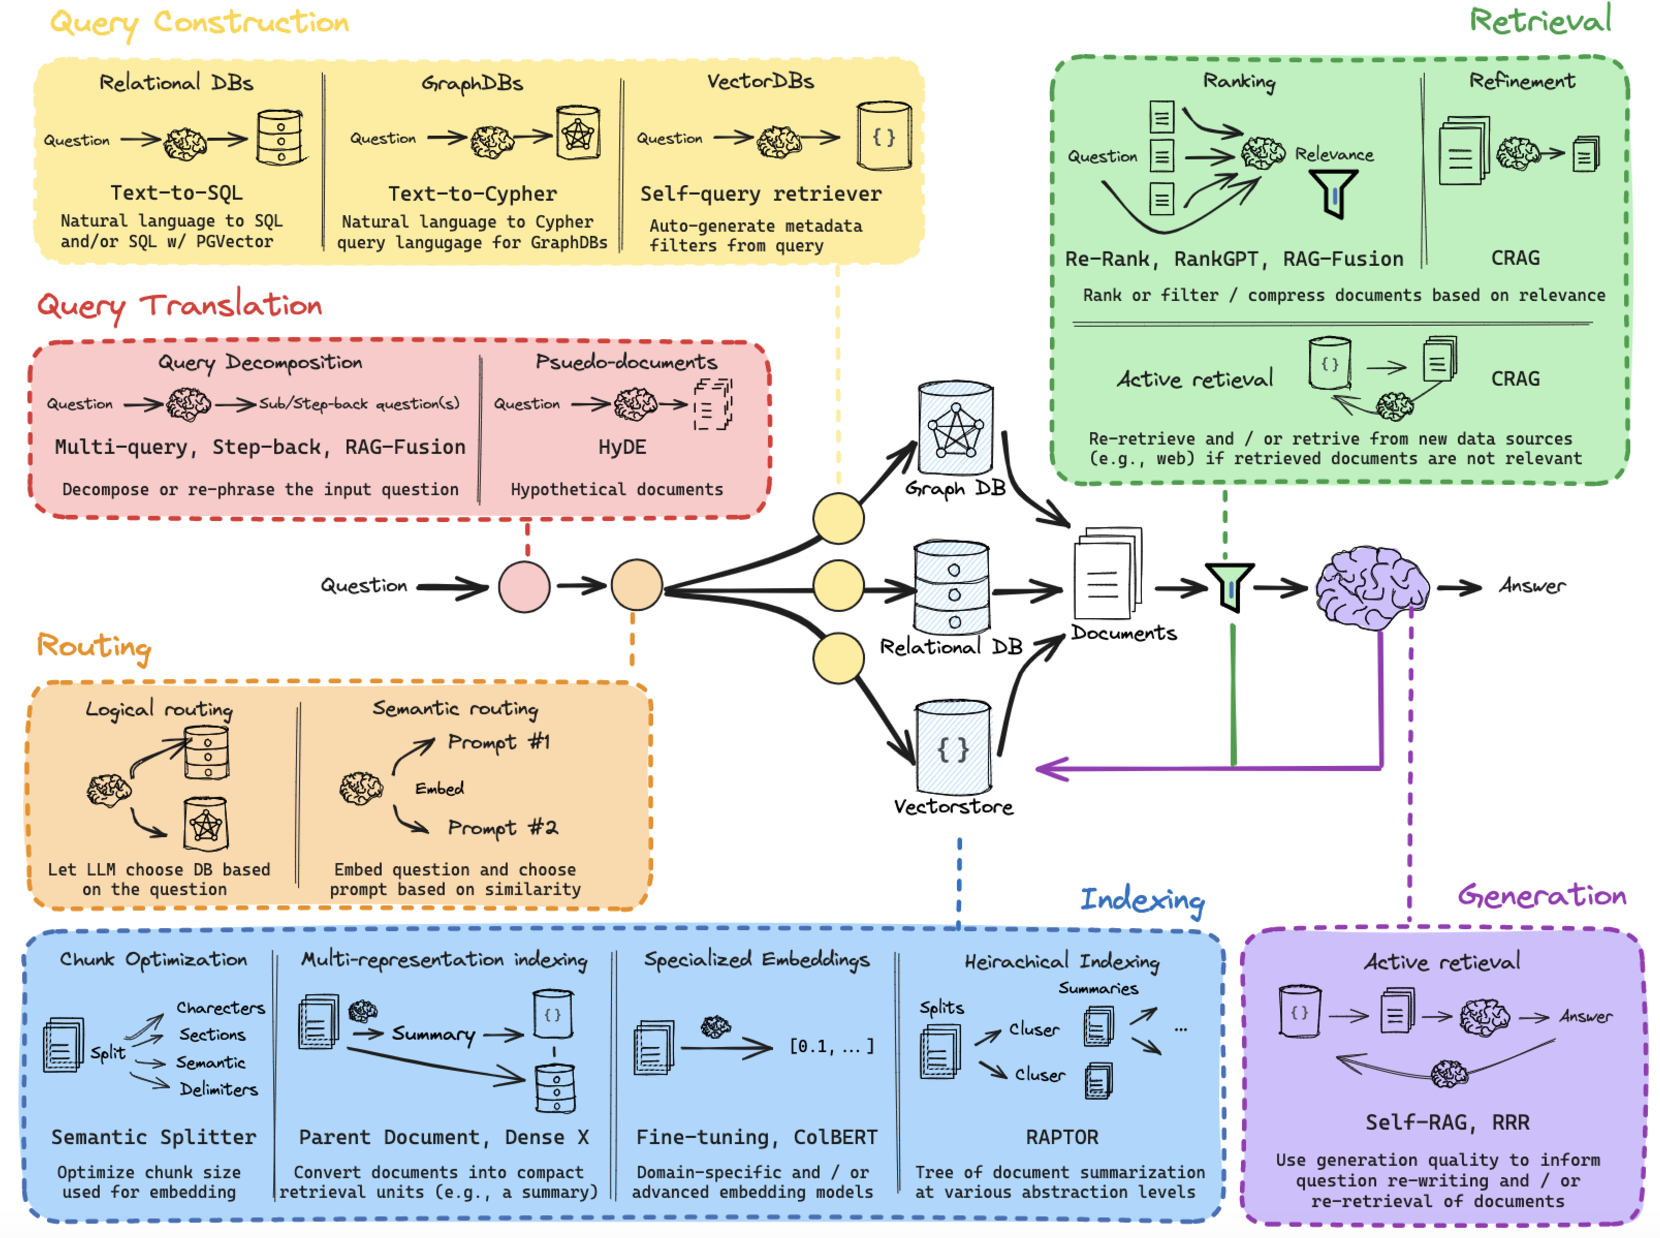 Query Construction
Relational DBs
Question
Text-to-SQL
Natural language to SQL
and/or SQL w/ PGVector
GraphDBs
Question
Text-to-Cypher
Natural language to Cypher
query langugage for GraphDBs
VectorDBs
Question
{}
Self-query retriever
Auto-generate metadata
filters from query
Retrieval
Ranking
Question
Relevance
Re-Rank, RankGPT, RAG-Fusion
Refinement
CRAG
Rank or filter / compress documents based on relevance
Active retieval
{}
CRAG
Re-retrieve and / or retrive from new data sources
(e.g., web) if retrieved documents are not relevant
Query Translation
Query Decomposition
Question
Sub/Step-back question(s)
Multi-query, Step-back, RAG-Fusion
Decompose or re-phrase the input question
Psuedo-documents
Question
HyDE
Hypothetical documents
Question
Graph DB
Relational DB
{}
Vectorstore
Documents
Answer
Routing
Logical routing
Let LLM choose DB based
on the question
Semantic routing
Prompt #1
Embed
Prompt #2
Embed question and choose
prompt based on similarity
Indexing
Chunk Optimization
Split
Charecters
Sections
Semantic
Delimiters
Semantic Splitter
Optimize chunk size
used for embedding
Multi-representation indexing
Summary
{}
Parent Document, Dense X
Convert documents into compact
retrieval units (e.g., a summary)
Specialized Embeddings
[0.1, ...]
Fine-tuning, ColBERT
Domain-specific and / or
advanced embedding models
Heirachical Indexing
Splits
Summaries
Cluser
Cluser
...
RAPTOR
Tree of document summarization
at various abstraction levels
Generation
Active retieval
{}
Answer
Self-RAG, RRR
Use generation quality to inform
question re-writing and / or
re-retrieval of documents